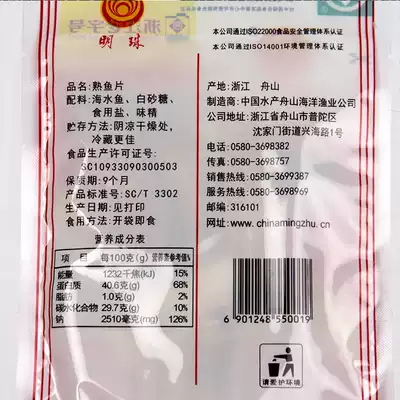 浙江老字号
明珠
本公司通过ISO22000食品安全管理体系认证
本公司通过ISO14001环境管理体系认证
品名:熟鱼片
配料:海水鱼、白砂糖、
食用盐、味精
贮存方法:阴凉干燥处,
冷藏更佳
食品生产许可证号:
SC10933090300503
保质期:9个月
产品标准号:SC/T 3302
生产日期:见打印
食用方法:开袋即食
产地:浙江 舟山
制造商:中国水产舟山海洋渔业公司
公司地址:浙江省舟山市普陀区
沈家门街道兴海路1号
电话:0580-3698382
传真:0580-3698757
销售热线:0580-3699387
服务热线:0580-3698969
邮编:316101
网址:www.chinamingzhu.cn
营养成分表
项 目 每100克(g) 营养素参考值%
能量 1232千焦(kJ) 15%
蛋白质 40.6克(g) 68%
脂肪 1.0克(g) 2%
碳水化合物 29.7克(g) 10%
钠 2510毫克(mg) 126%
6 901248 550019
请爱护环境